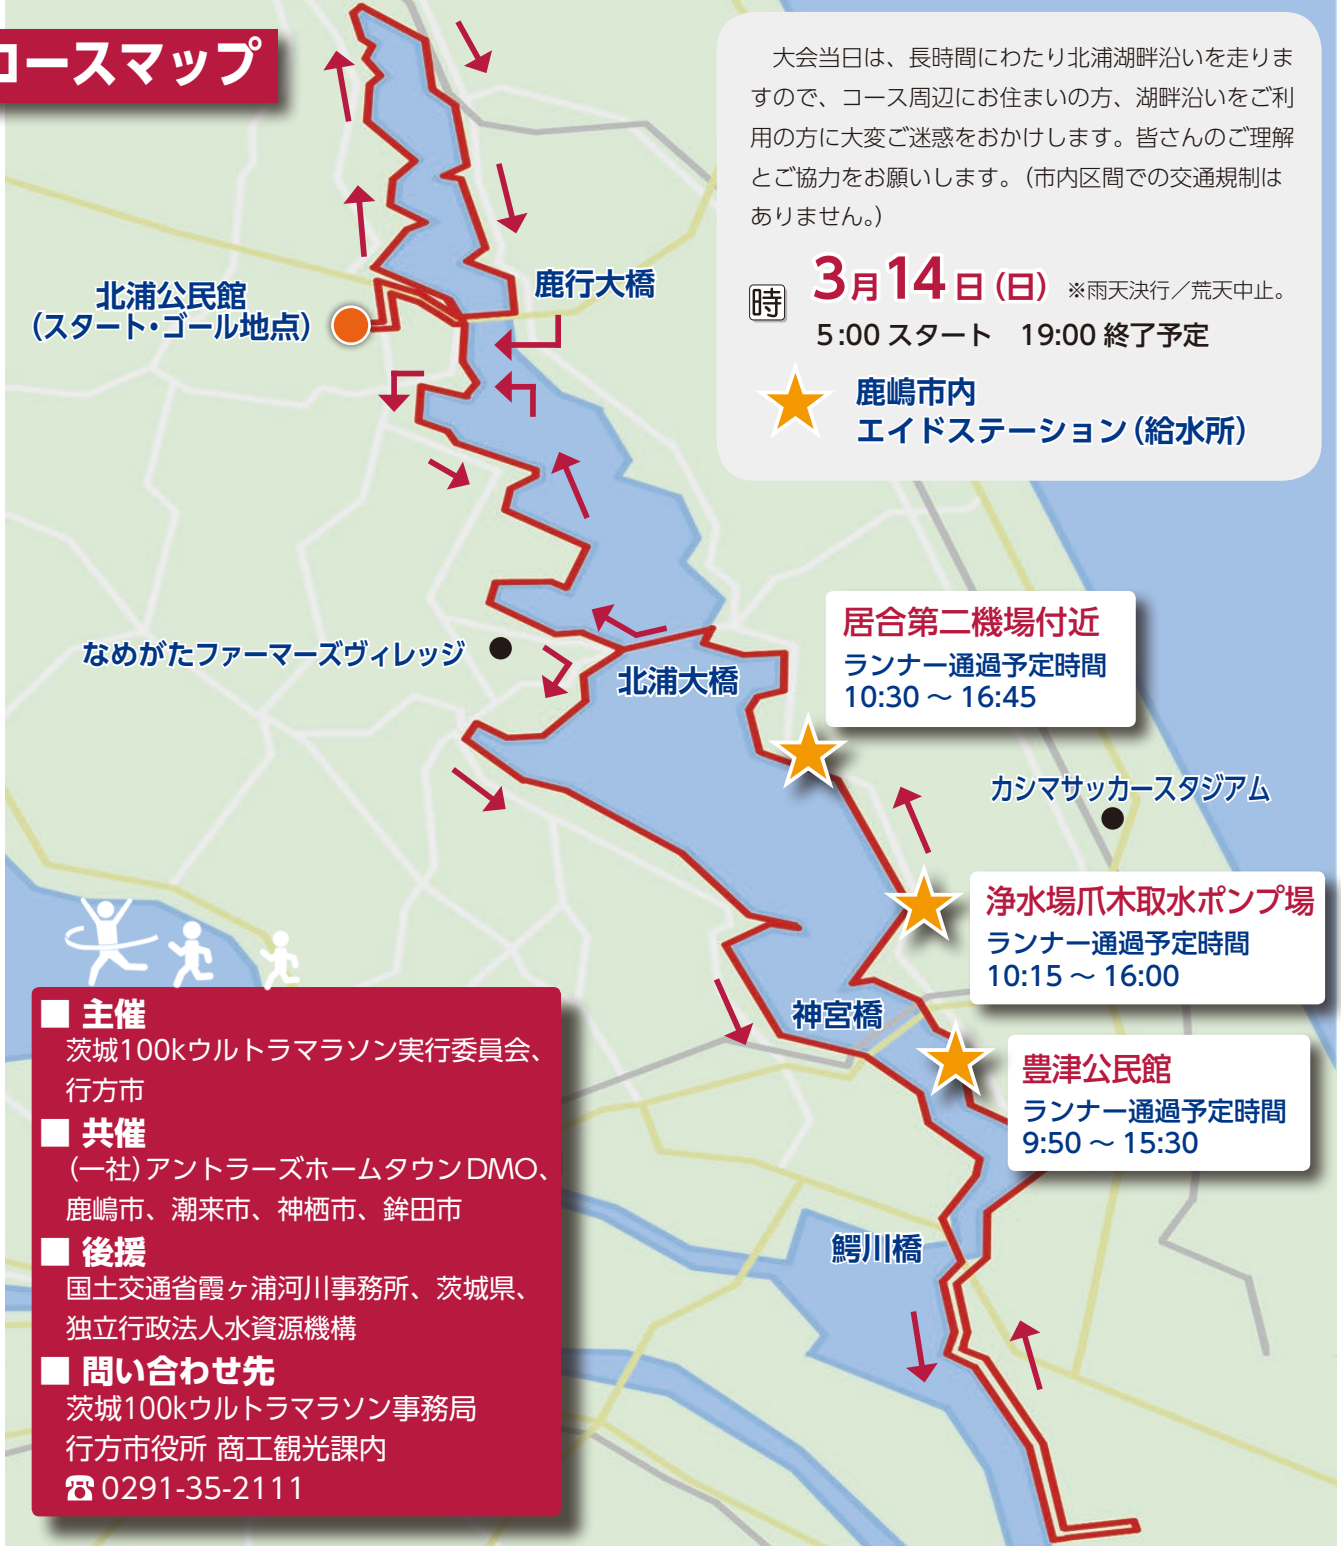 コースマップ
大会当日は、長時間にわたり北浦湖畔沿いを走りま
すので、コース周辺にお住まいの方、湖畔沿いをご利
用の方に大変ご迷惑をおかけします。皆さんのご理解
とご協力をお願いします。（市内区間での交通規制は
ありません。）
時 3月14日（日） ※雨天決行／荒天中止。
5:00 スタート 19:00 終了予定
鹿嶋市内
エイドステーション（給水所）
北浦公民館
（スタート・ゴール地点）
鹿行大橋
なめがたファーマーズヴィレッジ
北浦大橋
居合第二機場付近
ランナー通過予定時間
10:30 ～ 16:45
カシマサッカースタジアム
浄水場爪木取水ポンプ場
ランナー通過予定時間
10:15 ～ 16:00
神宮橋
豊津公民館
ランナー通過予定時間
9:50 ～ 15:30
鰐川橋
■ 主催
茨城100kウルトラマラソン実行委員会、
行方市
■ 共催
（一社）アントラーズホームタウンDMO、
鹿嶋市、潮来市、神栖市、鉾田市
■ 後援
国土交通省霞ヶ浦河川事務所、茨城県、
独立行政法人水資源機構
■ 問い合わせ先
茨城100kウルトラマラソン事務局
行方市役所 商工観光課内
☎ 0291-35-2111